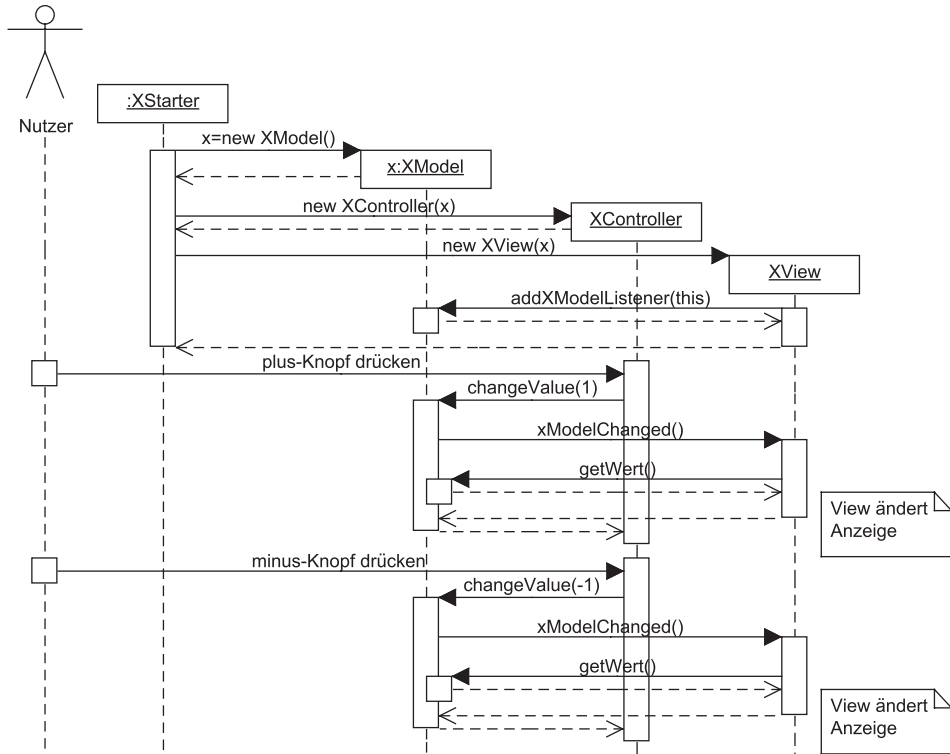 :XStarter
Nutzer
x=new XModel()
x:XModel
new XController(x)
XController
new XView(x)
XView
addXModelListener(this)
plus-Knopf drücken
changeValue(1)
xModelChanged()
getWert()
View ändert
Anzeige
minus-Knopf drücken
changeValue(-1)
xModelChanged()
getWert()
View ändert
Anzeige